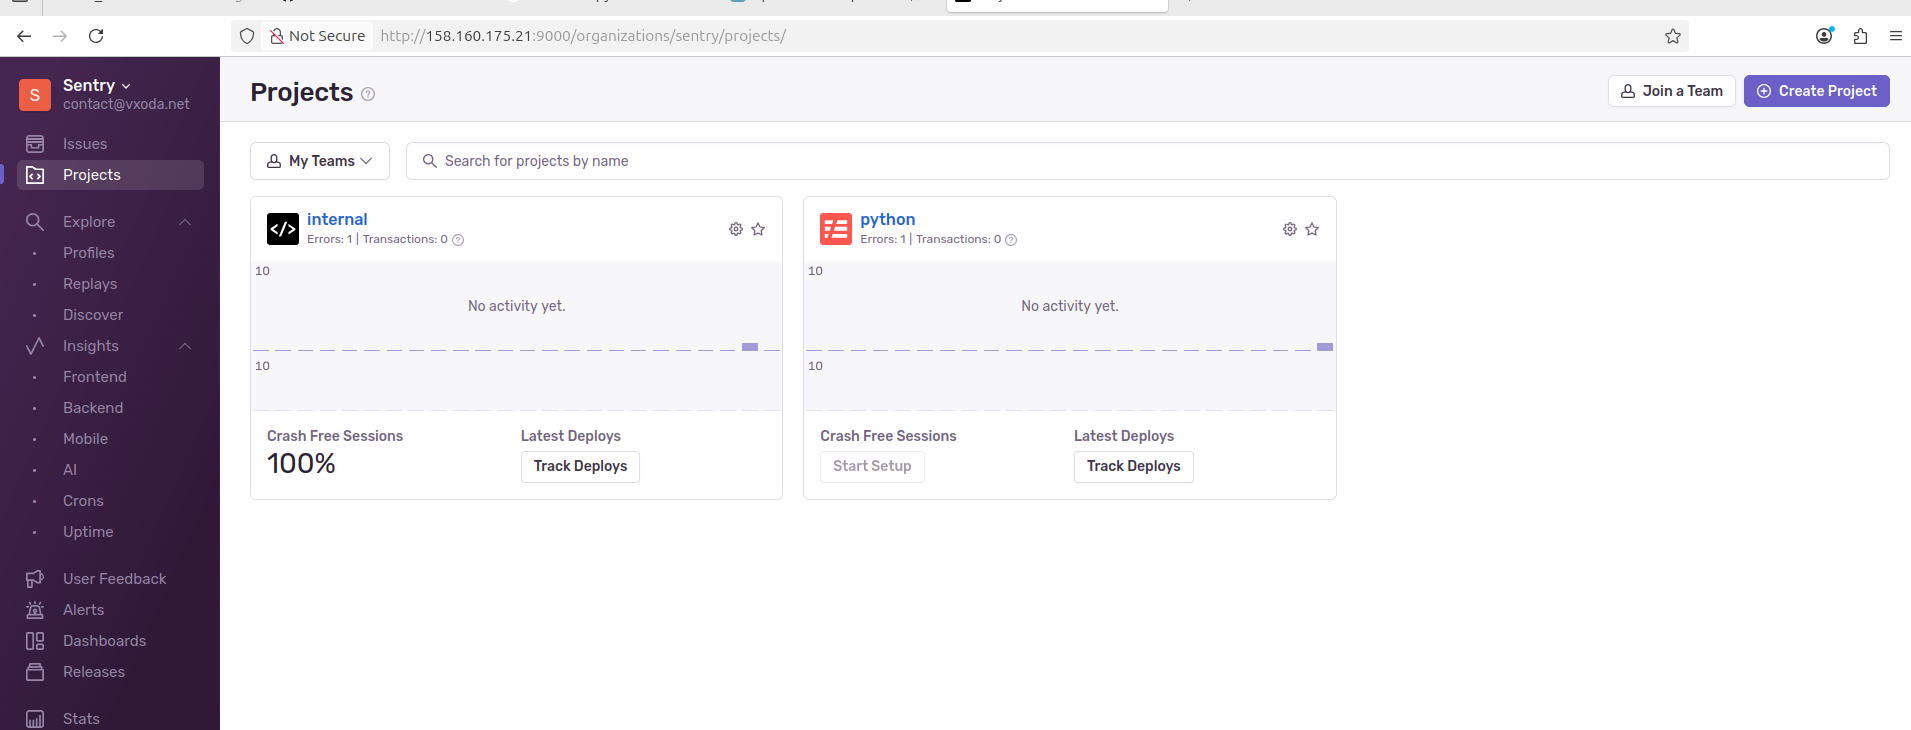 Not Secure http://158.160.175.21:9000/organizations/sentry/projects/
S
Sentry
contact@vxoda.net
Issues
Projects
Explore
Profiles
Replays
Discover
Insights
Frontend
Backend
Mobile
AI
Crons
Uptime
User Feedback
Alerts
Dashboards
Releases
Stats
Projects ?
Join a Team
Create Project
My Teams
Search for projects by name
</> internal
Errors: 1 | Transactions: 0 ?
10
No activity yet.
10
Crash Free Sessions Latest Deploys
100% Track Deploys
python
Errors: 1 | Transactions: 0 ?
10
No activity yet.
10
Crash Free Sessions Latest Deploys
Start Setup Track Deploys